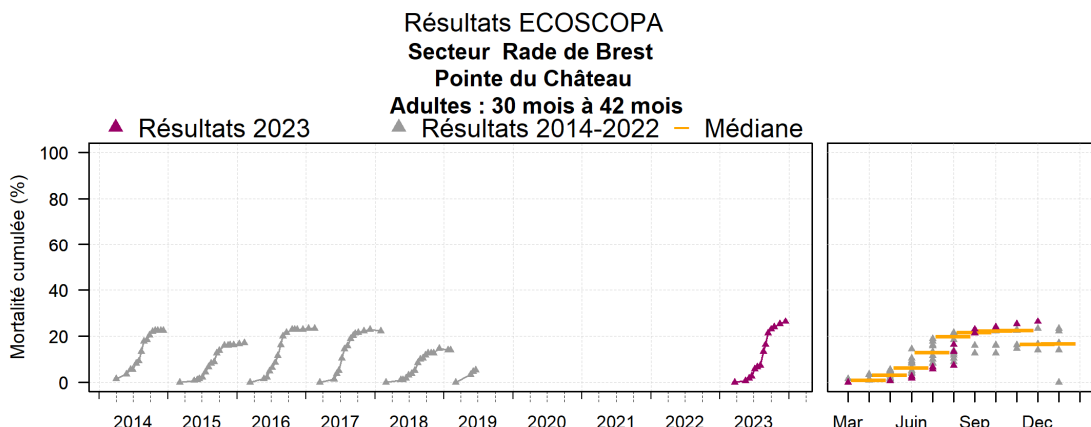 Résultats ECOSCOPA
Secteur Rade de Brest
Pointe du Château
Adultes : 30 mois à 42 mois
Résultats 2023 Résultats 2014-2022 Médiane
Mortalité cumulée (%)
100
80
60
40
20
0
2014 2015 2016 2017 2018 2019 2020 2021 2022 2023
Mar Juin Sep Dec